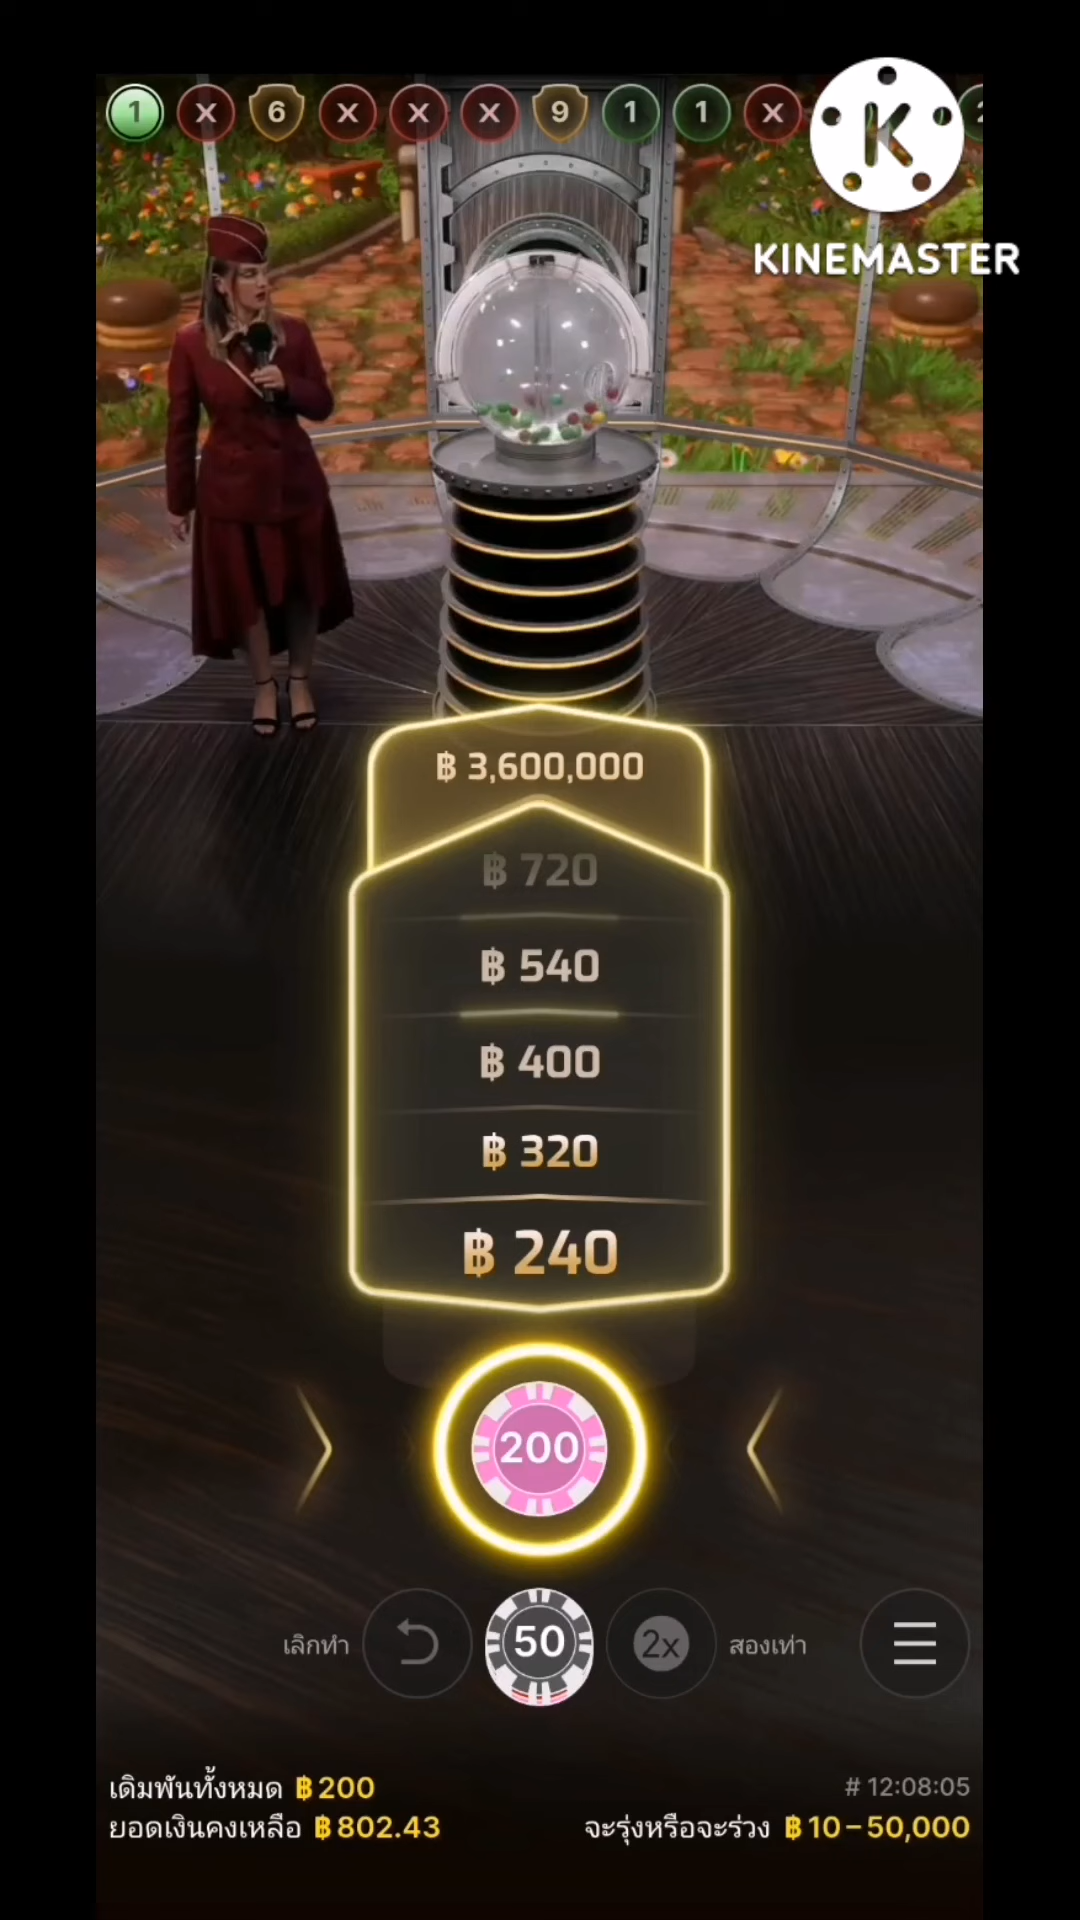 1 X 6 X X X 9 1 1 X
K
KINEMASTER
฿ 3,600,000
฿ 720
฿ 540
฿ 400
฿ 320
฿ 240
200
เลิกทำ 50 2x สองเท่า
เดิมพันทั้งหมด ฿200 # 12:08:05
ยอดเงินคงเหลือ ฿802.43 จะรุ่งหรือจะร่วง ฿10–50,000